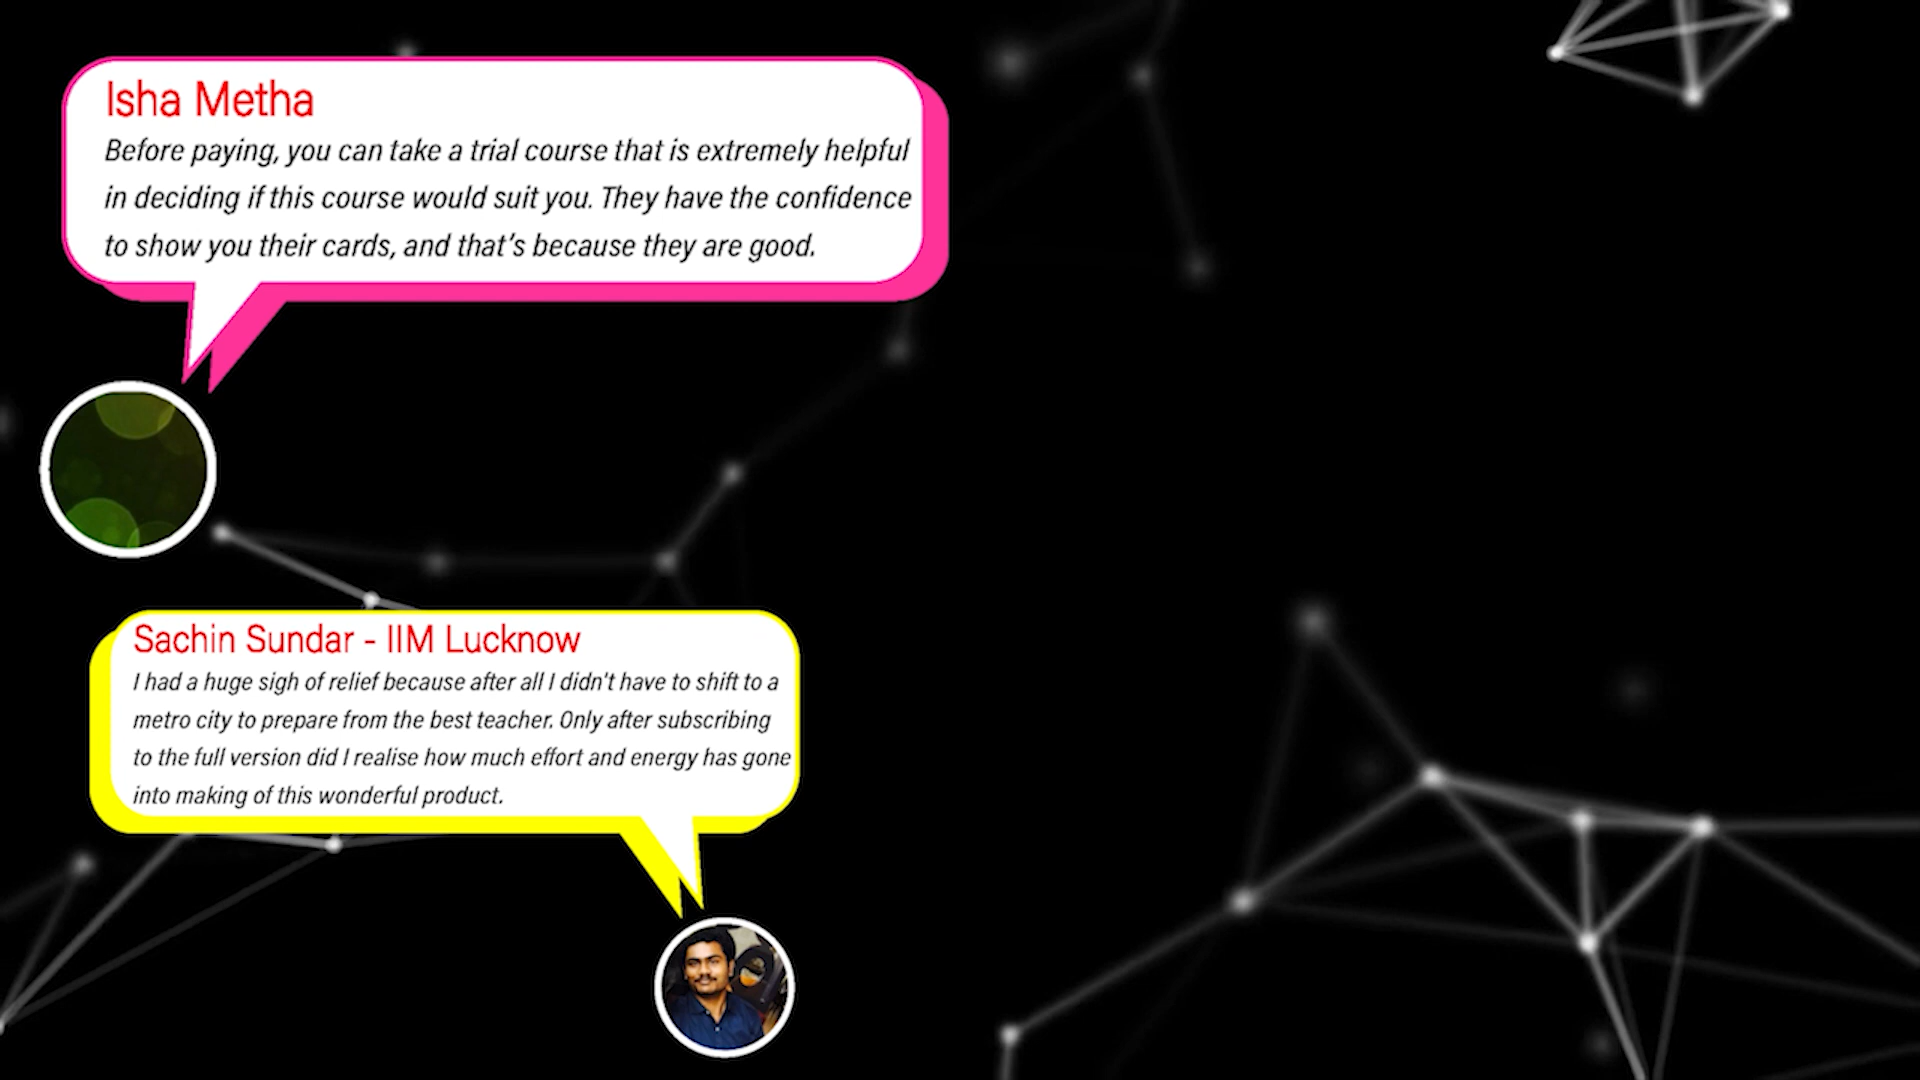 Isha Metha
Before paying, you can take a trial course that is extremely helpful
in deciding if this course would suit you. They have the confidence
to show you their cards, and that's because they are good.
Sachin Sundar - IIM Lucknow
I had a huge sigh of relief because after all I didn't have to shift to a
metro city to prepare from the best teacher. Only after subscribing
to the full version did I realise how much effort and energy has gone
into making of this wonderful product.